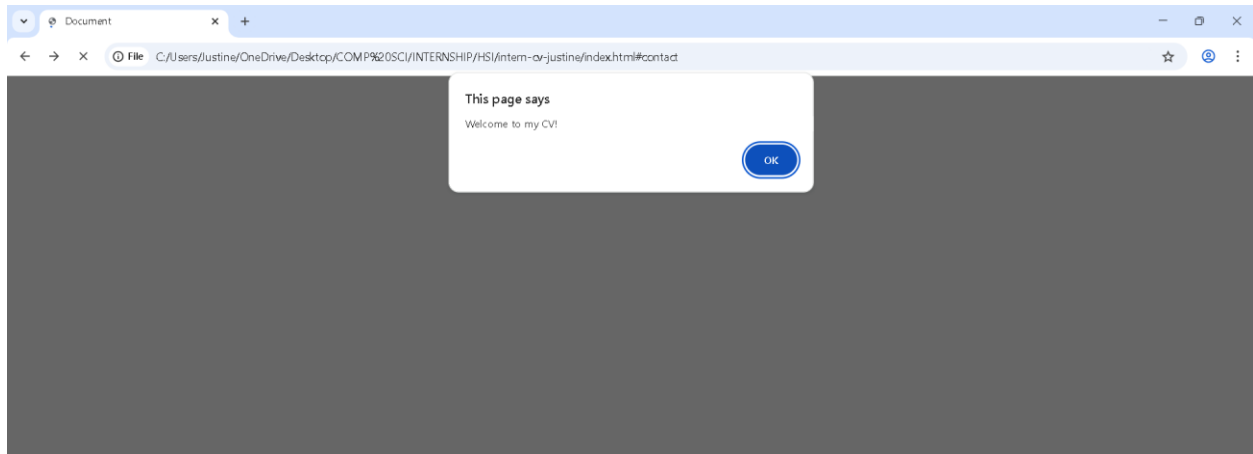 Document
File C:/Users/Justine/OneDrive/Desktop/COMP%20SCI/INTERNSHIP/HSI/intern-cv-justine/index.html#contact
This page says
Welcome to my CV!
OK